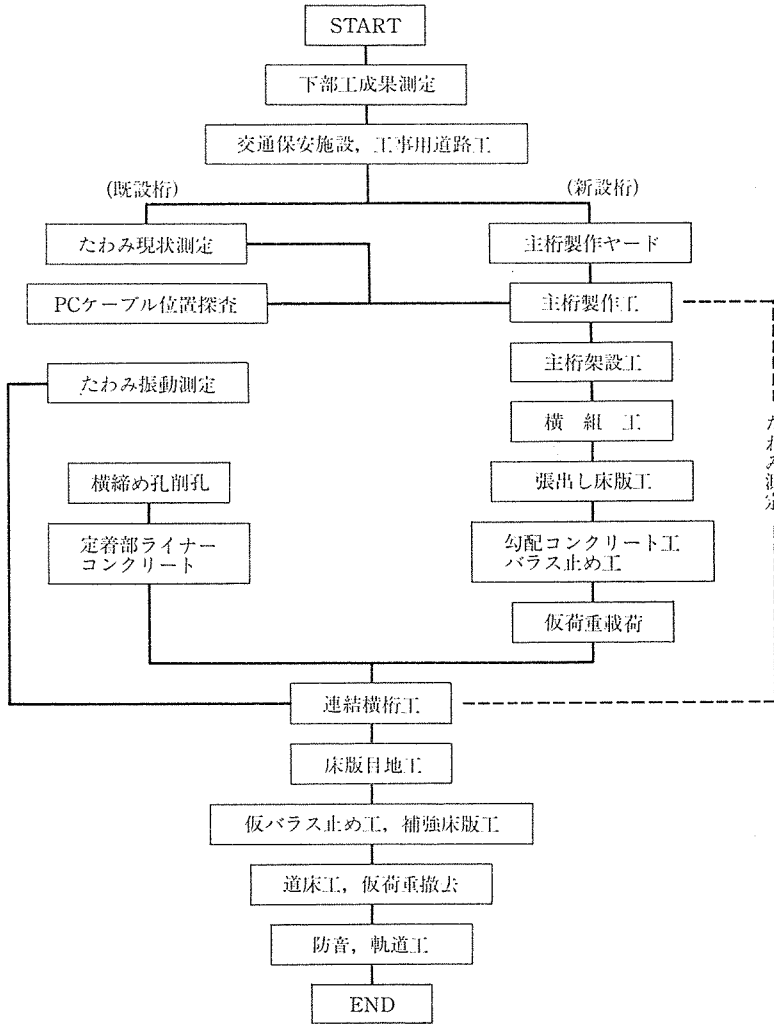 START
下部工成果測定
交通保安施設，工事用道路工
(既設桁)
(新設桁)
たわみ現状測定
主桁製作ヤード
PCケーブル位置探査
主桁製作工
たわみ振動測定
主桁架設工
横　組　工
横締め孔削孔
張出し床版工
定着部ライナー
コンクリート
勾配コンクリート工
バラス止め工
仮荷重載荷
たわみ測定
連結横桁工
床版目地工
仮バラス止め工，補強床版工
道床工，仮荷重撤去
防音，軌道工
END